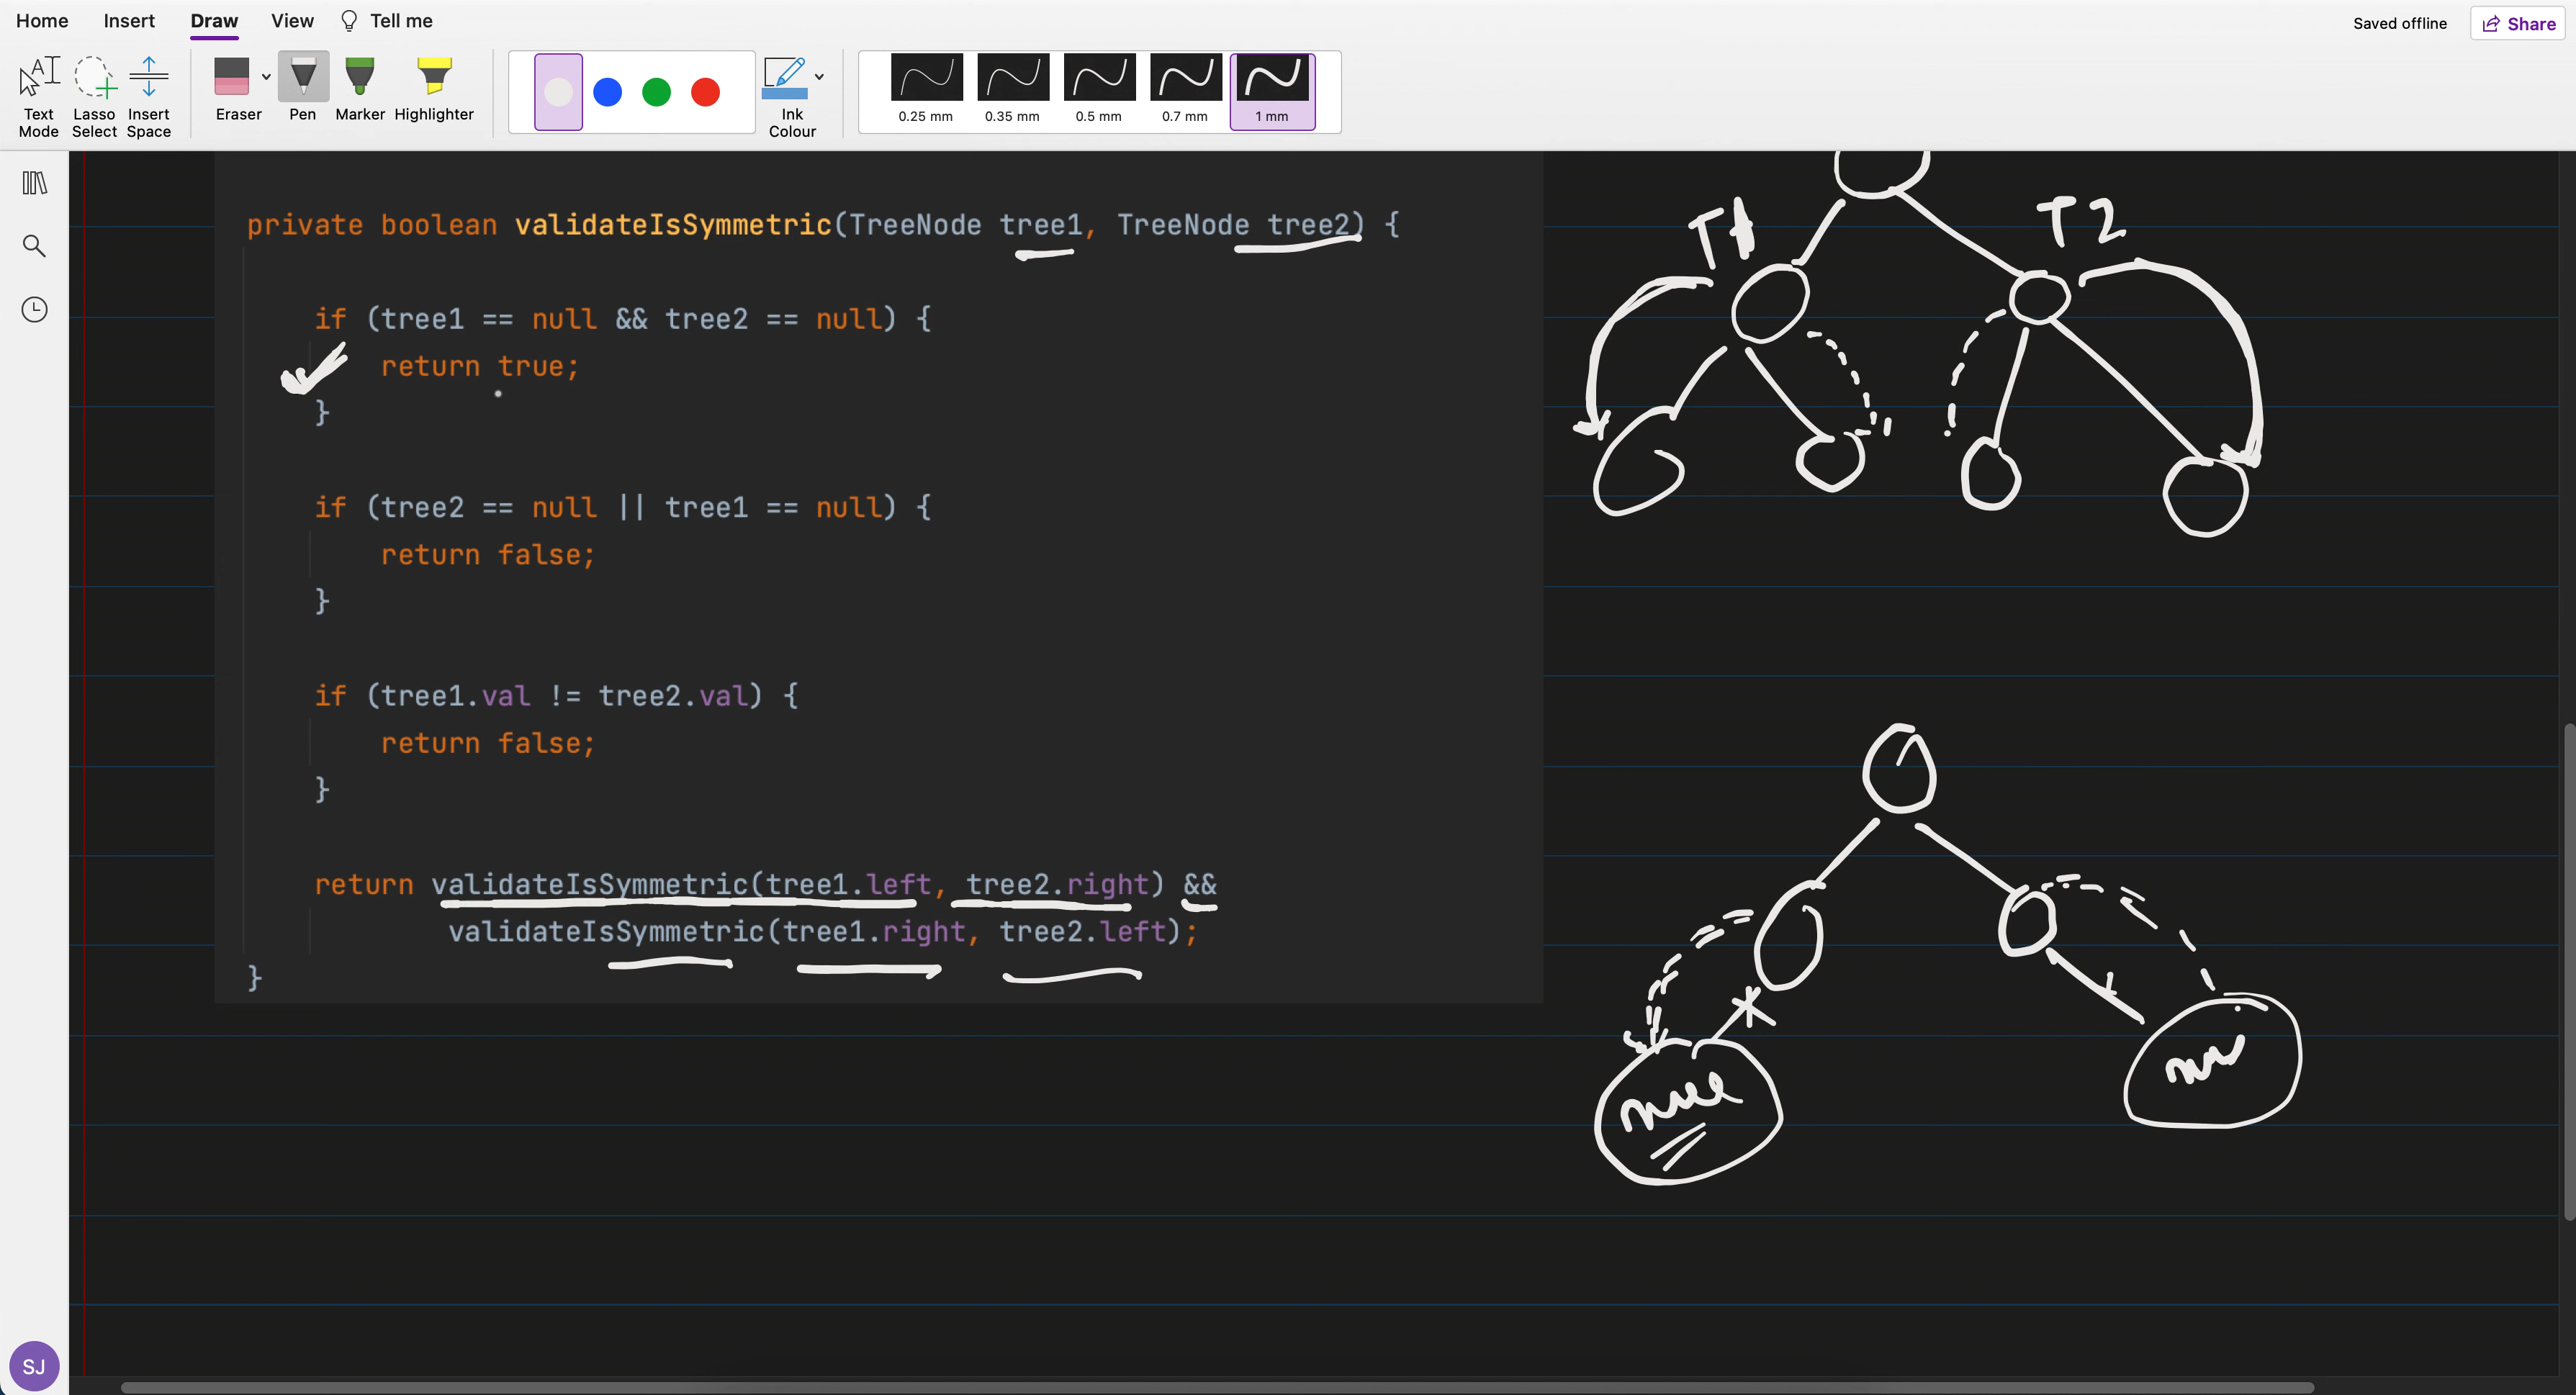 Home Insert Draw View Tell me
Saved offline Share
Text Mode
Lasso Select
Insert Space
Eraser
Pen
Marker
Highlighter
Ink Colour
0.25 mm
0.35 mm
0.5 mm
0.7 mm
1 mm
private boolean validateIsSymmetric(TreeNode tree1, TreeNode tree2) {
if (tree1 == null && tree2 == null) {
return true;
}
if (tree2 == null || tree1 == null) {
return false;
}
if (tree1.val != tree2.val) {
return false;
}
return validateIsSymmetric(tree1.left, tree2.right) &&
validateIsSymmetric(tree1.right, tree2.left);
}
T1
T2
null
SJ